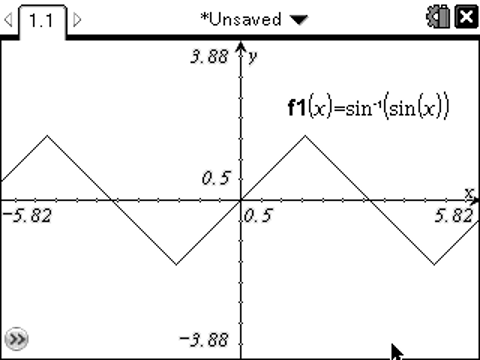 1.1
*Unsaved
3.88
y
f1(x)=sin⁻¹(sin(x))
0.5
x
-5.82
0.5
5.82
-3.88